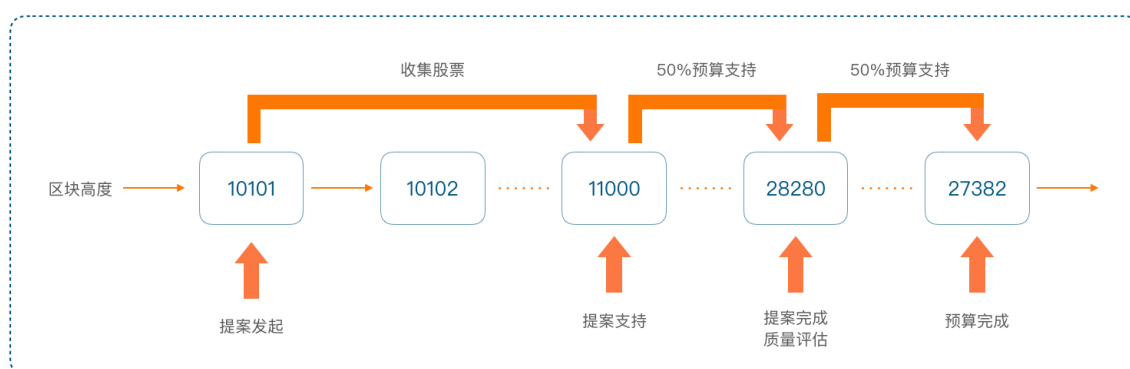 收集股票
50%预算支持
50%预算支持
区块高度
10101
10102
11000
28280
27382
提案发起
提案支持
提案完成
质量评估
预算完成